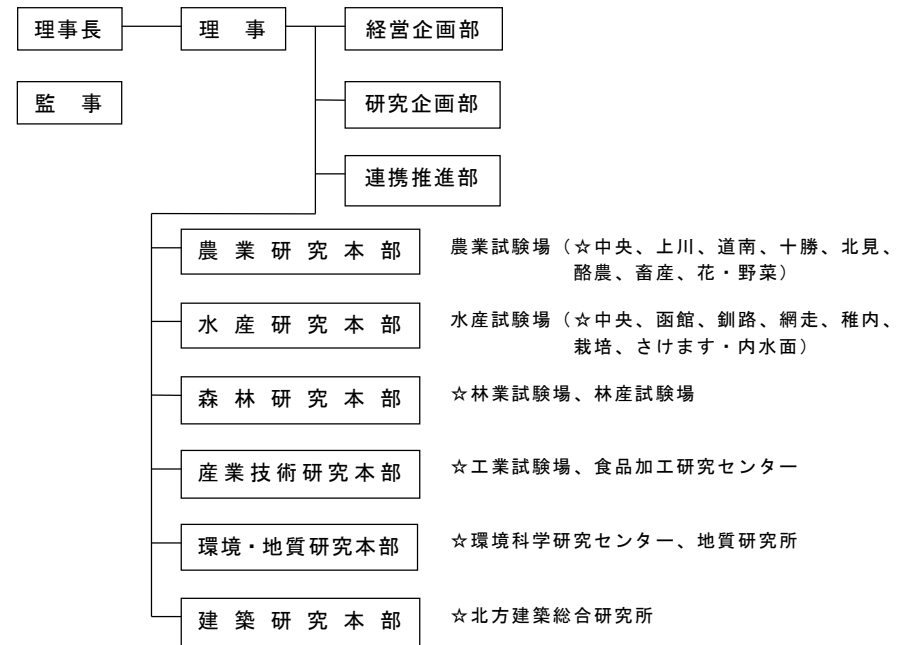 理事長 理　事 経営企画部
監　事 研究企画部
連携推進部
農業研究本部 農業試験場（☆中央、上川、道南、十勝、北見、
酪農、畜産、花・野菜）
水産研究本部 水産試験場（☆中央、函館、釧路、網走、稚内、
栽培、さけます・内水面）
森林研究本部 ☆林業試験場、林産試験場
産業技術研究本部 ☆工業試験場、食品加工研究センター
環境・地質研究本部 ☆環境科学研究センター、地質研究所
建築研究本部 ☆北方建築総合研究所